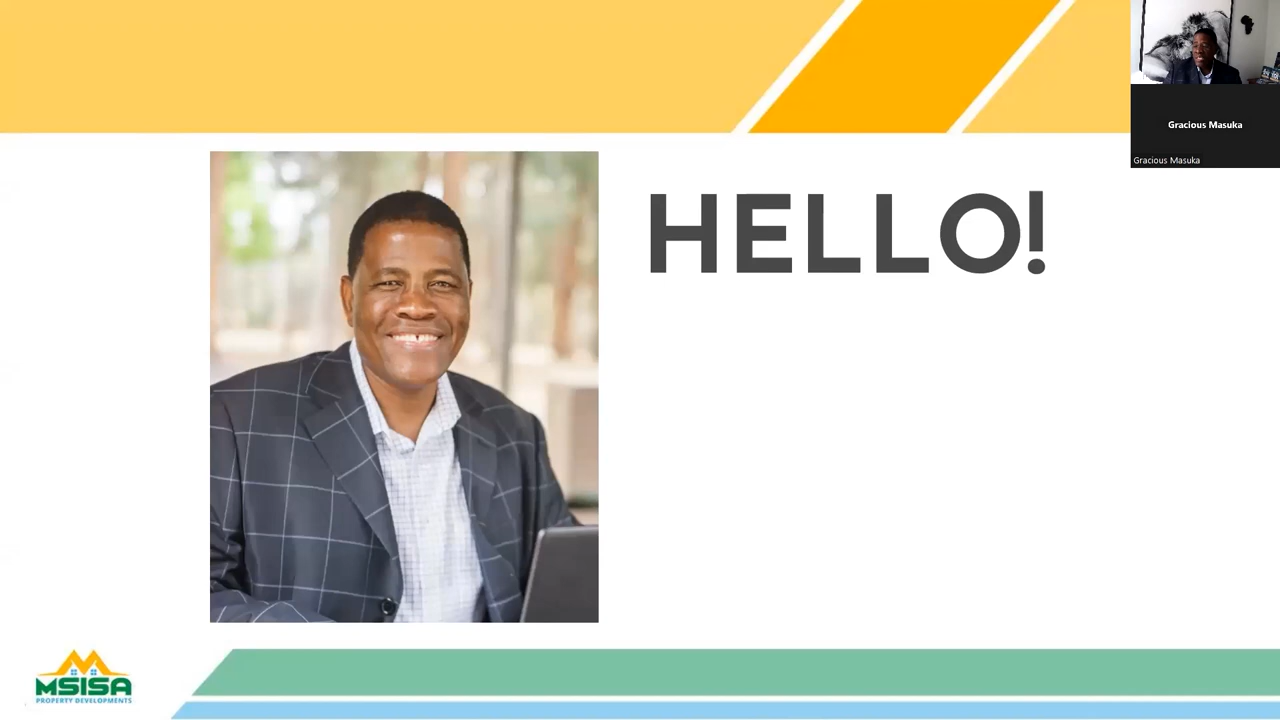 Gracious Masuka
Gracious Masuka
HELLO!
MSISA
PROPERTY DEVELOPMENTS